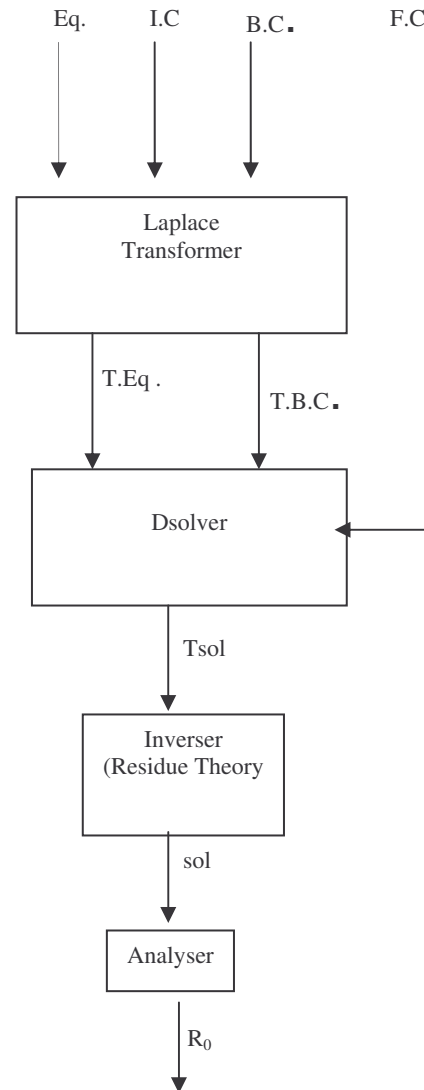 Eq. I.C B.C. F.C
Laplace
Transformer
T.Eq .
T.B.C.
Dsolver
Tsol
Inverser
(Residue Theory
sol
Analyser
R₀